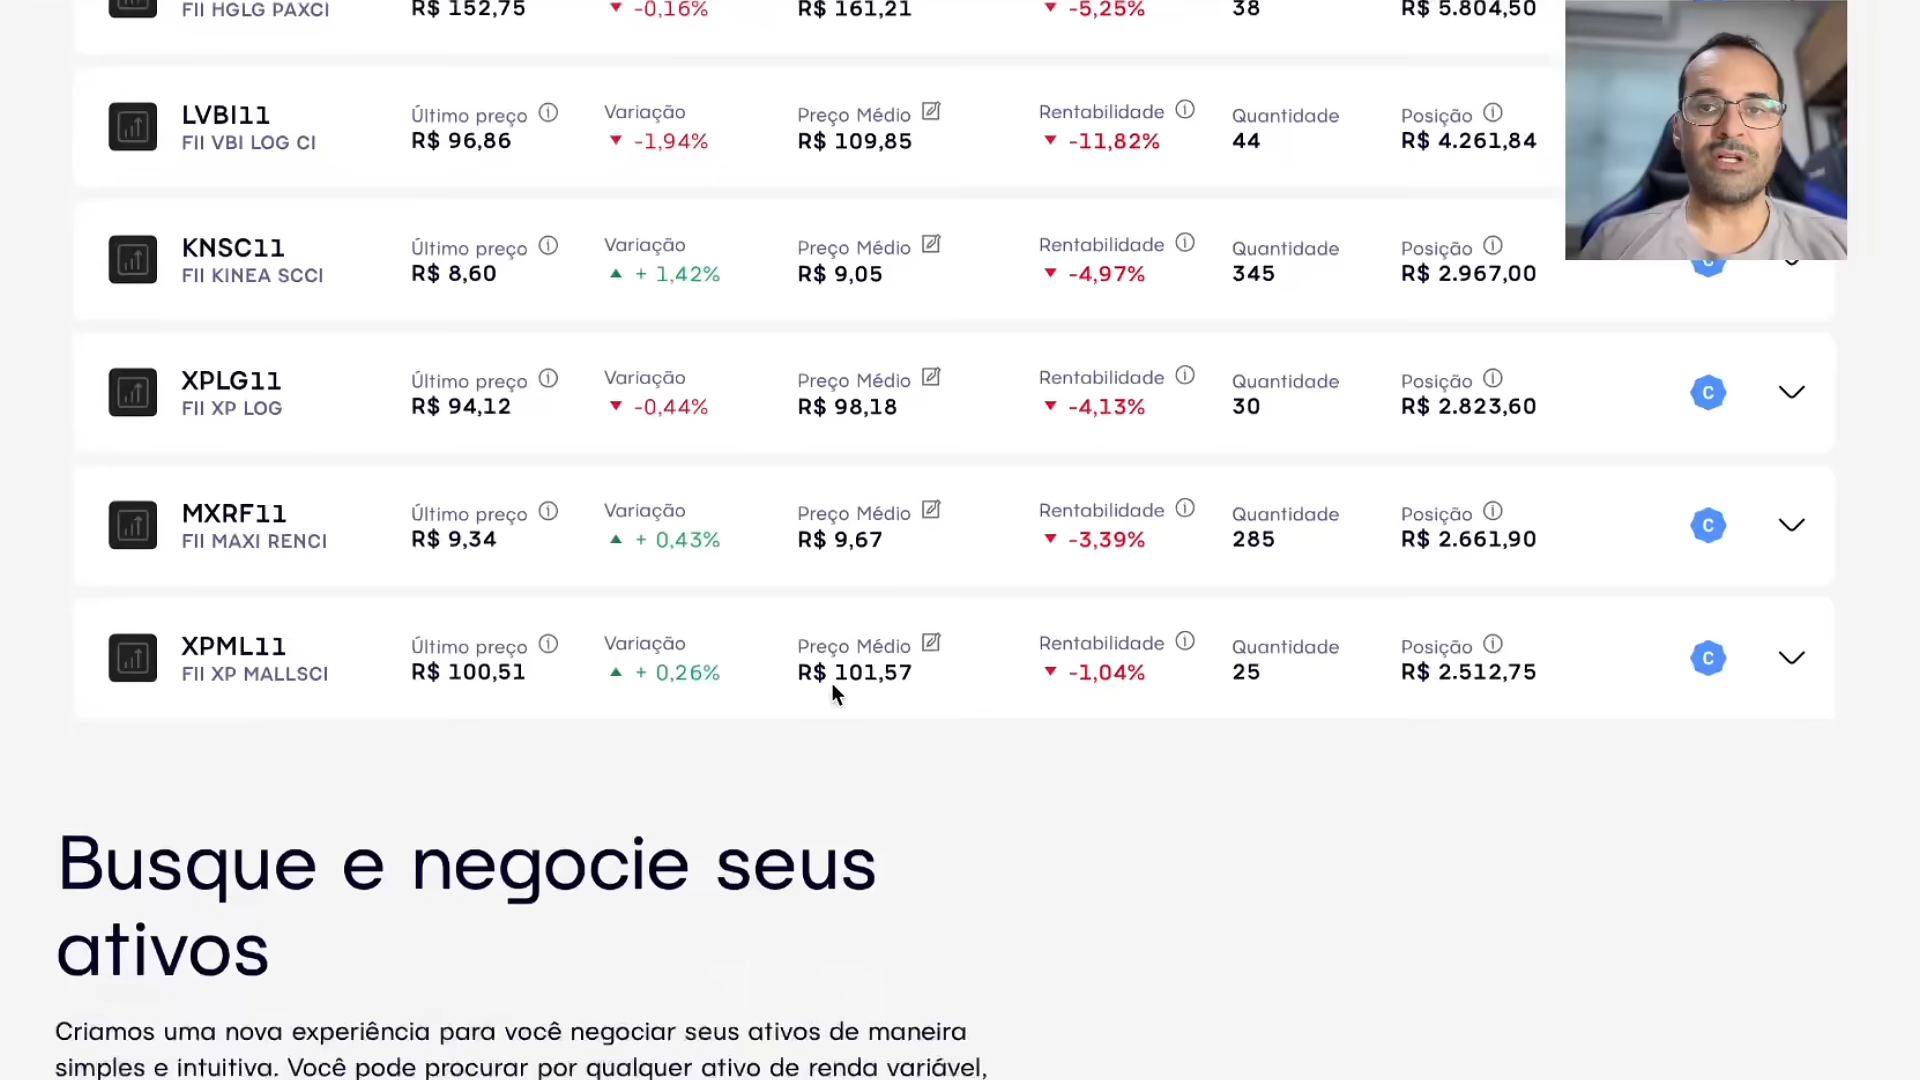 FII HGLG PAXCI R$ 152,75 -0,16% R$ 161,21 -5,25% 38 R$ 5.804,50
LVBI11 Último preço Variação Preço Médio Rentabilidade Quantidade Posição
FII VBI LOG CI R$ 96,86 -1,94% R$ 109,85 -11,82% 44 R$ 4.261,84
KNSC11 Último preço Variação Preço Médio Rentabilidade Quantidade Posição
FII KINEA SCCI R$ 8,60 + 1,42% R$ 9,05 -4,97% 345 R$ 2.967,00
XPLG11 Último preço Variação Preço Médio Rentabilidade Quantidade Posição
FII XP LOG R$ 94,12 -0,44% R$ 98,18 -4,13% 30 R$ 2.823,60 C
MXRF11 Último preço Variação Preço Médio Rentabilidade Quantidade Posição
FII MAXI RENCI R$ 9,34 + 0,43% R$ 9,67 -3,39% 285 R$ 2.661,90 C
XPML11 Último preço Variação Preço Médio Rentabilidade Quantidade Posição
FII XP MALLSCI R$ 100,51 + 0,26% R$ 101,57 -1,04% 25 R$ 2.512,75 C
Busque e negocie seus
ativos
Criamos uma nova experiência para você negociar seus ativos de maneira
simples e intuitiva. Você pode procurar por qualquer ativo de renda variável,